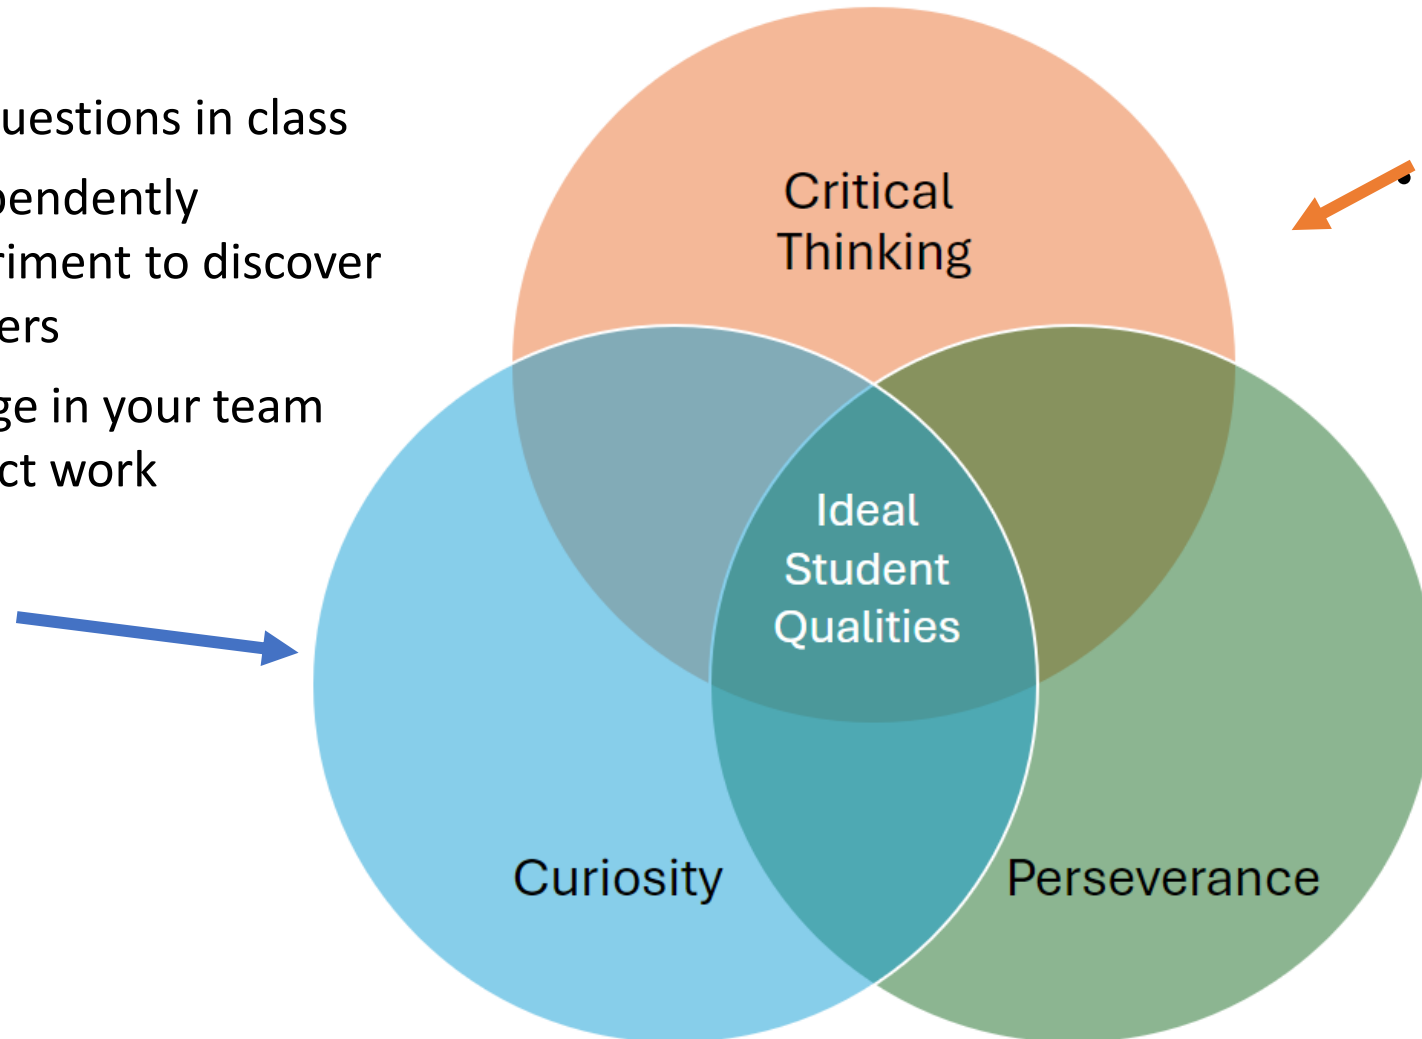 uestions in class
pendently
riment to discover
ers
ge in your team
ct work
Critical
Thinking
Ideal
Student
Qualities
Curiosity
Perseverance